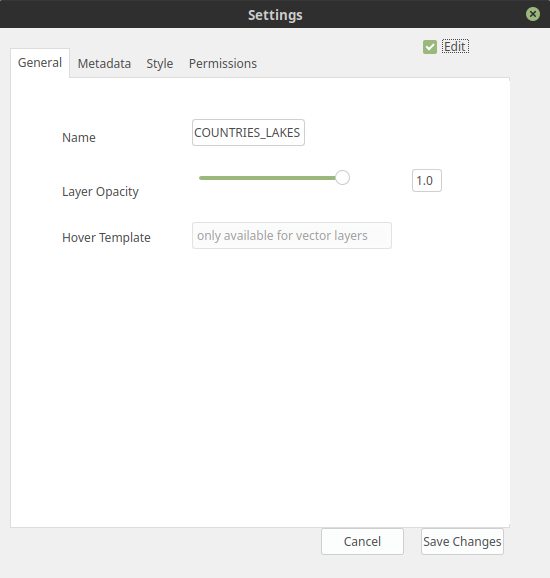 Settings
Edit
General Metadata Style Permissions
Name COUNTRIES_LAKES
Layer Opacity 1.0
Hover Template only available for vector layers
Cancel Save Changes